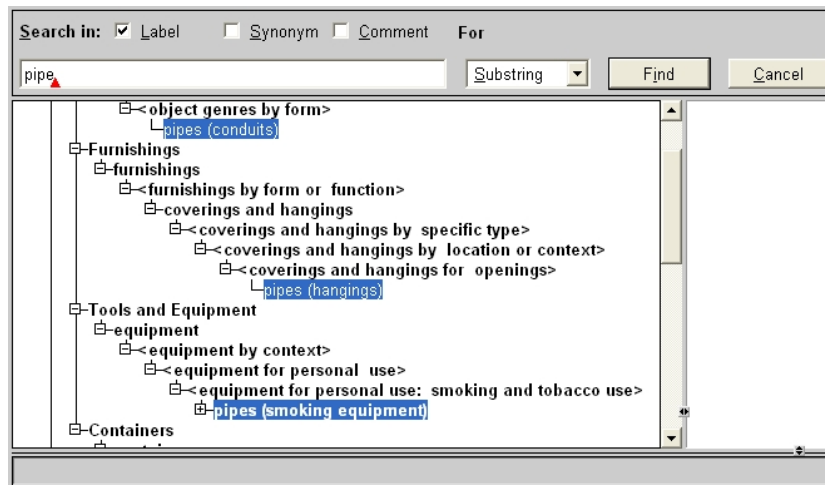 Search in: Label Synonym Comment For
pipe Substring Find Cancel
<object genres by form>
pipes (conduits)
Furnishings
furnishings
<furnishings by form or function>
coverings and hangings
<coverings and hangings by specific type>
<coverings and hangings by location or context>
<coverings and hangings for openings>
pipes (hangings)
Tools and Equipment
equipment
<equipment by context>
<equipment for personal use>
<equipment for personal use: smoking and tobacco use>
pipes (smoking equipment)
Containers